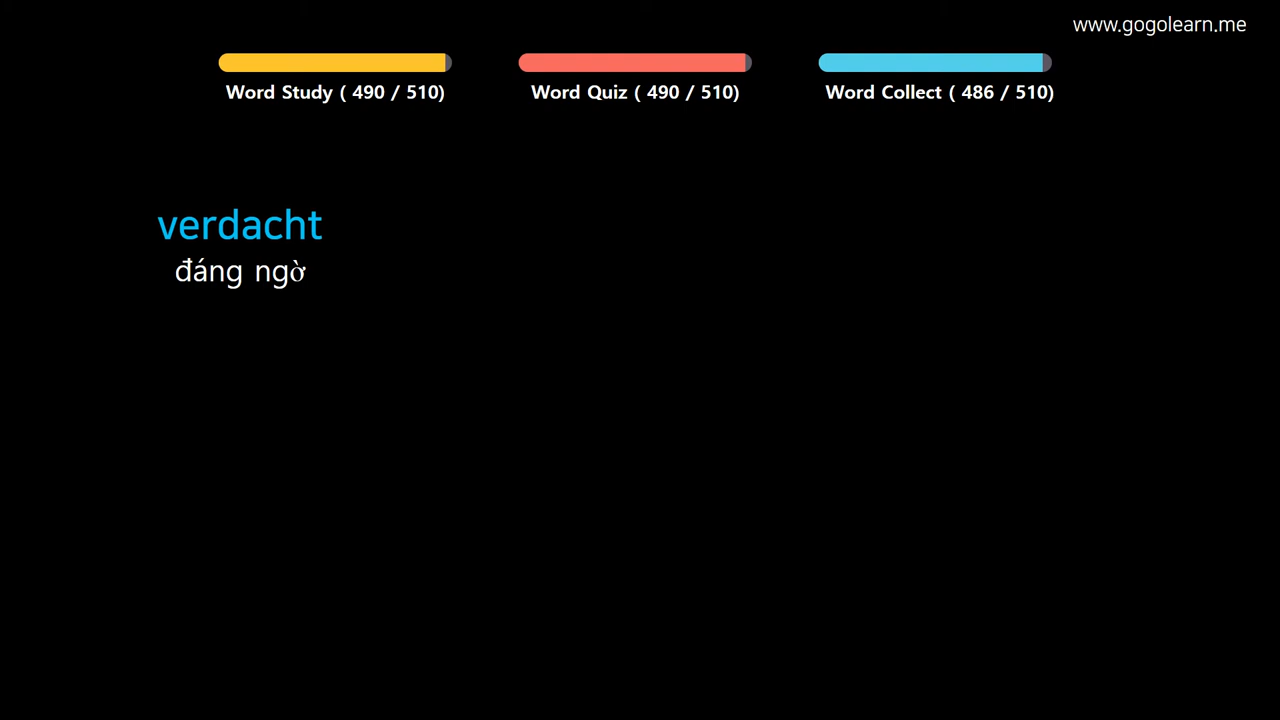 www.gogolearn.me
Word Study ( 490 / 510)
Word Quiz ( 490 / 510)
Word Collect ( 486 / 510)
verdacht
đáng ngờ